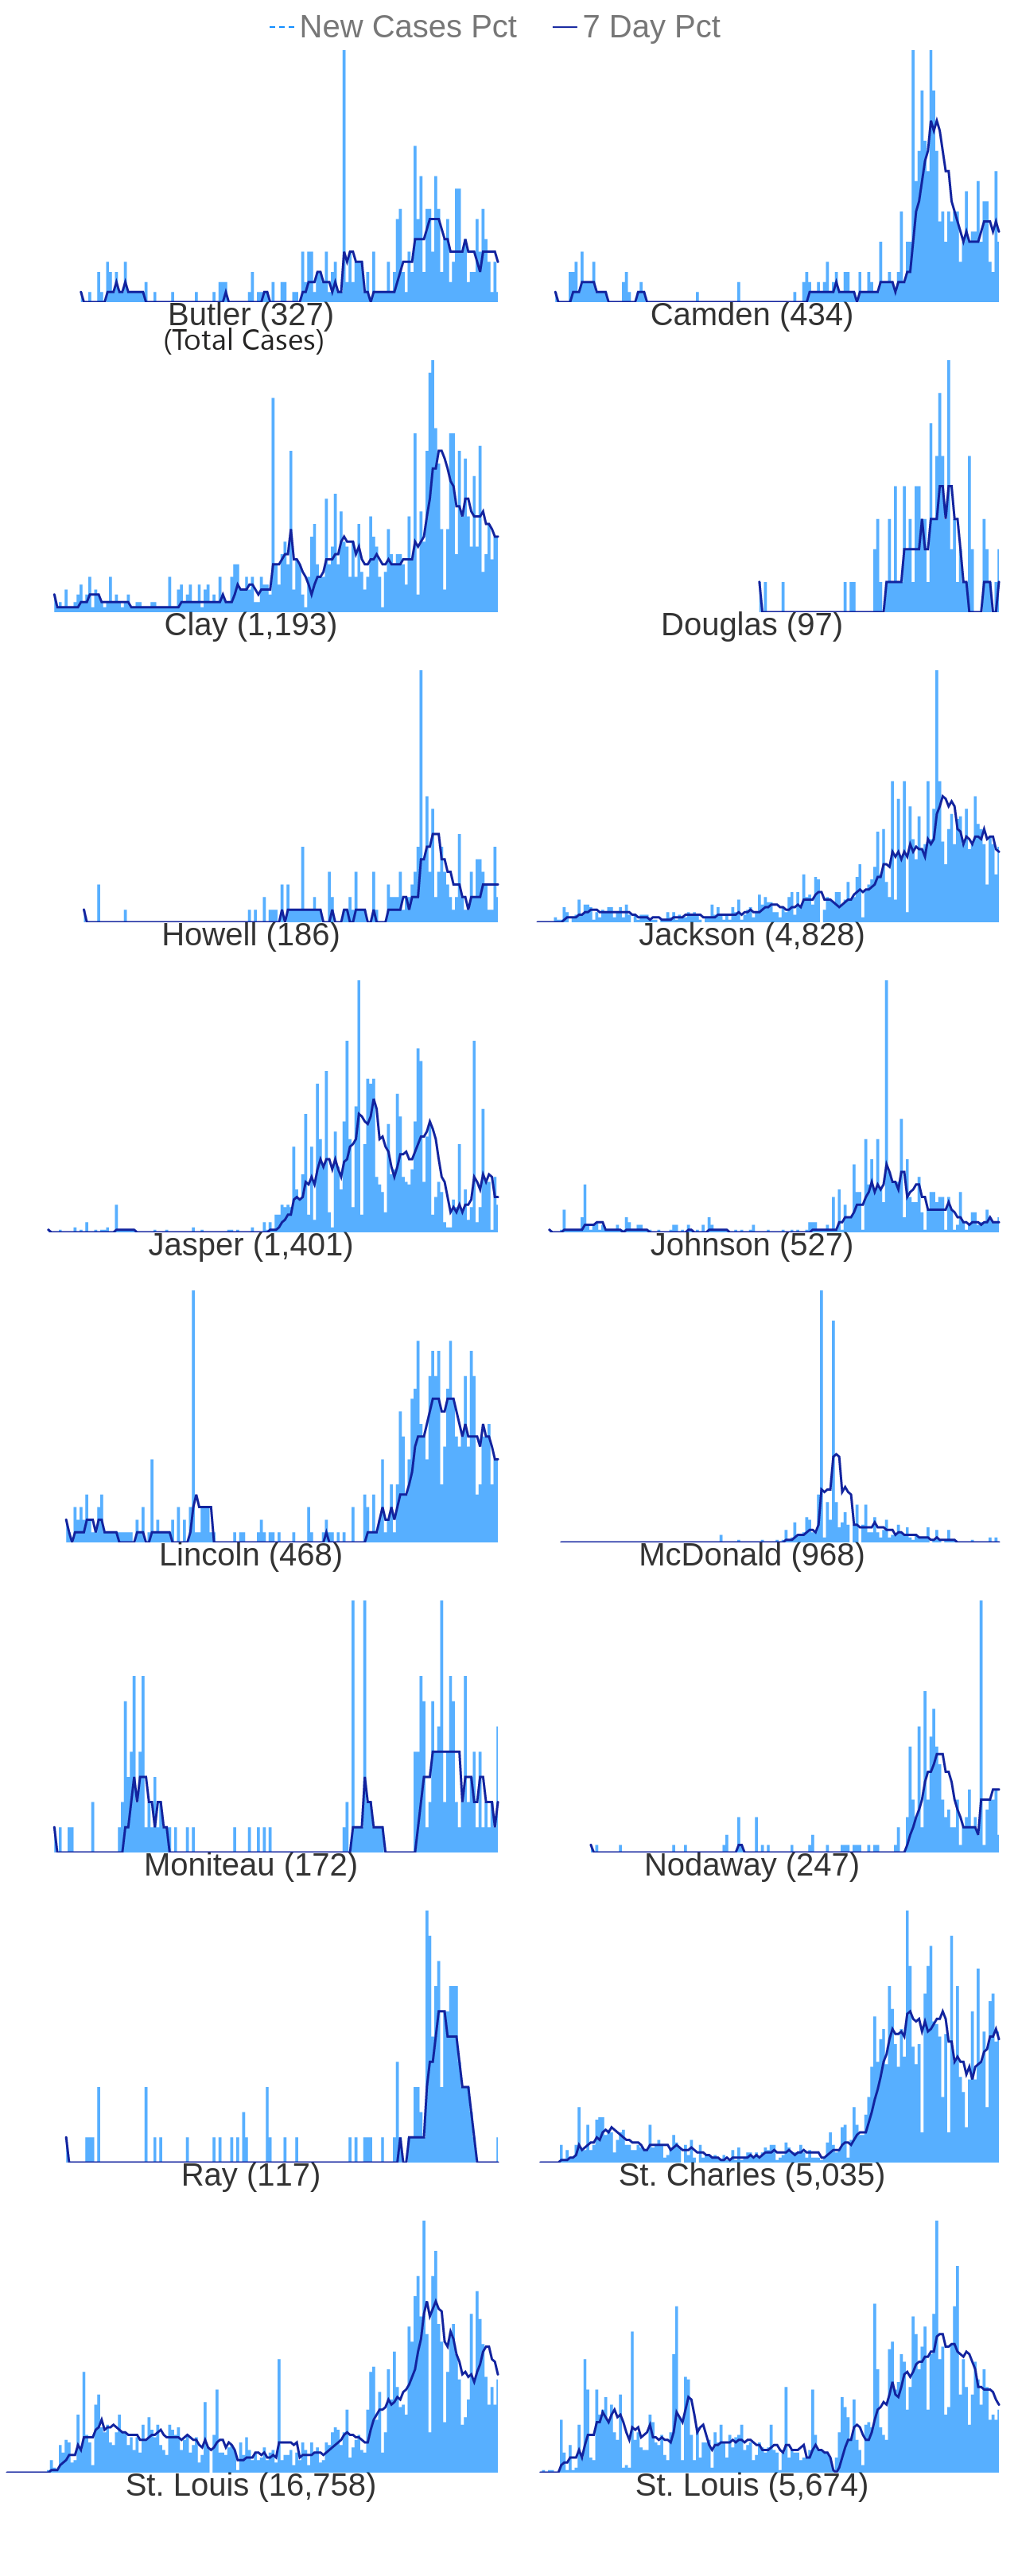 New Cases Pct 7 Day Pct
Butler (327) Camden (434)
(Total Cases)
Clay (1,193) Douglas (97)
Howell (186) Jackson (4,828)
Jasper (1,401) Johnson (527)
Lincoln (468) McDonald (968)
Moniteau (172) Nodaway (247)
Ray (117) St. Charles (5,035)
St. Louis (16,758) St. Louis (5,674)